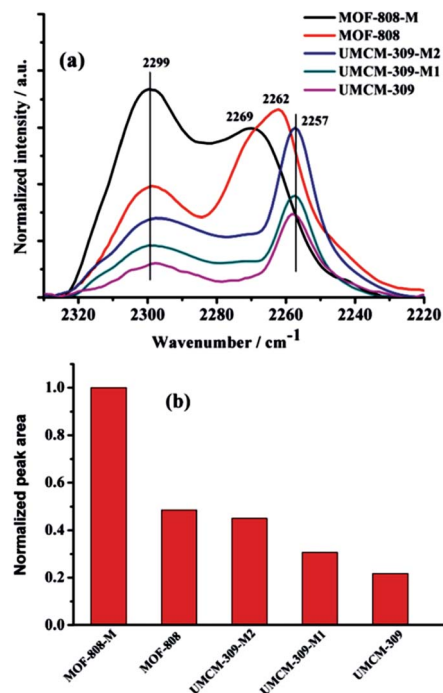 (a)
MOF-808-M
MOF-808
UMCM-309-M2
UMCM-309-M1
UMCM-309
2299
2269
2262
2257
Normalized intensity / a.u.
2320 2300 2280 2260 2240 2220
Wavenumber / cm-1
(b)
Normalized peak area
1.0
0.8
0.6
0.4
0.2
0.0
MOF-808-M
MOF-808
UMCM-309-M2
UMCM-309-M1
UMCM-309